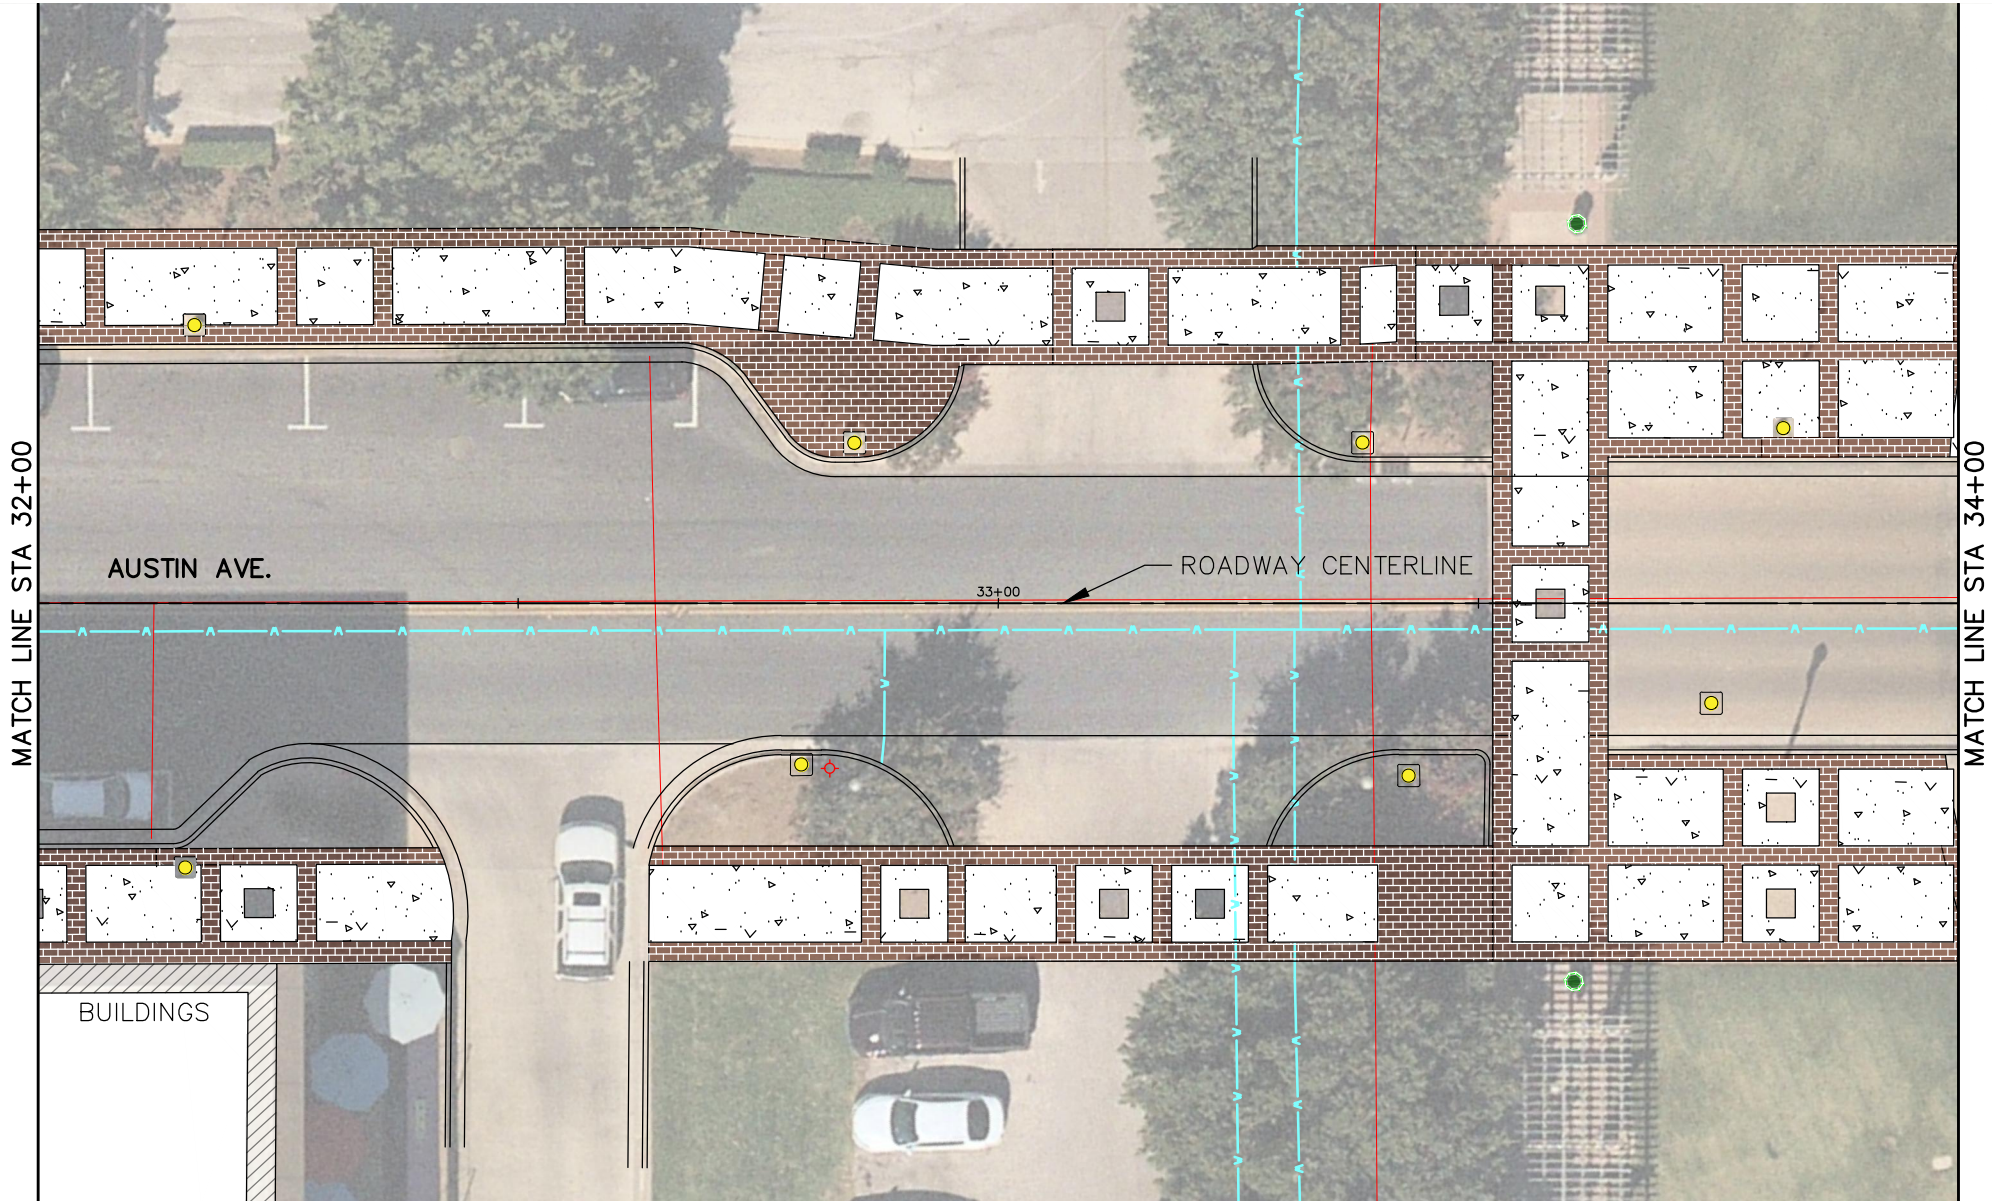 MATCH LINE STA 32+00
AUSTIN AVE.
ROADWAY CENTERLINE
33+00
MATCH LINE STA 34+00
BUILDINGS